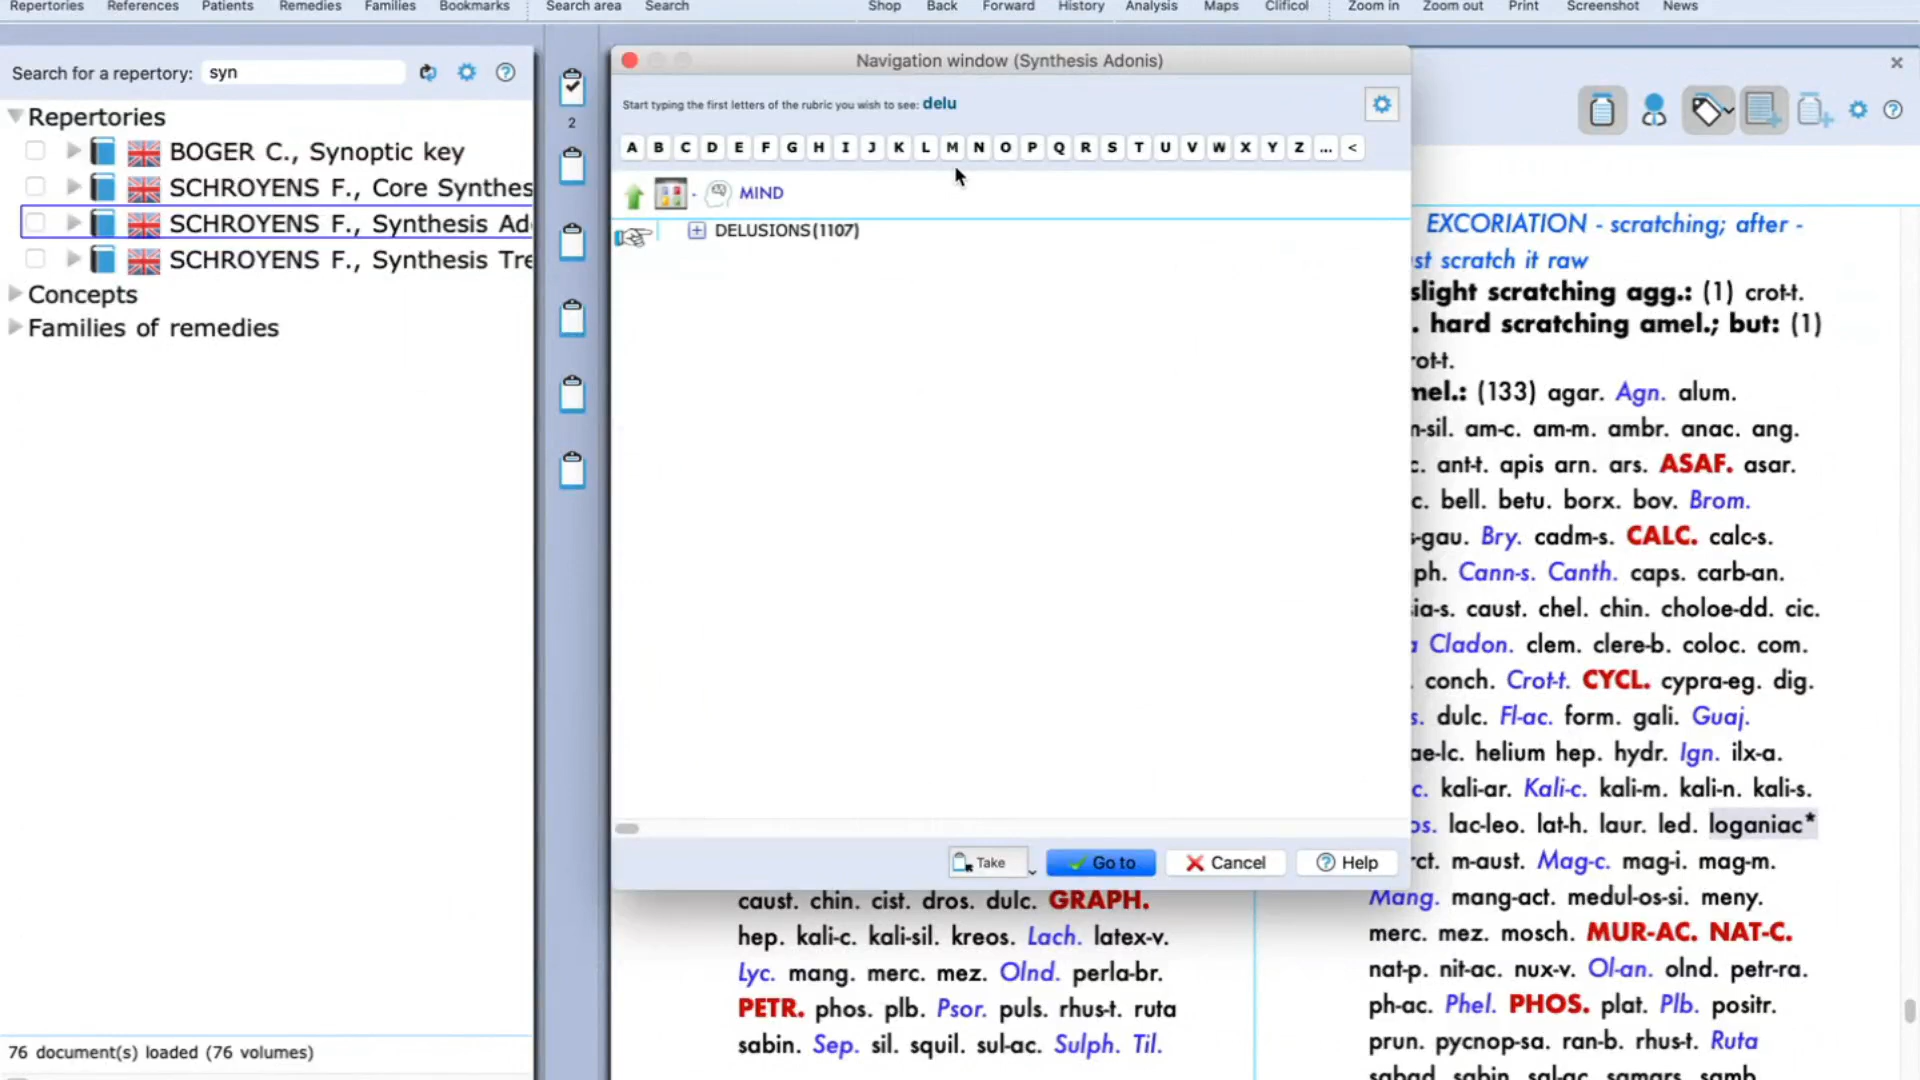 Repertories References Patients Remedies Families Bookmarks Search area Search Shop Back Forward History Analysis Maps Clificol Zoom in Zoom out Print Screenshot News
Search for a repertory: syn
Repertories
BOGER C., Synoptic key
SCHROYENS F., Core Synthes
SCHROYENS F., Synthesis Ad
SCHROYENS F., Synthesis Tre
Concepts
Families of remedies
76 document(s) loaded (76 volumes)
2
Navigation window (Synthesis Adonis)
Start typing the first letters of the rubric you wish to see: delu
A B C D E F G H I J K L M N O P Q R S T U V W X Y Z ... <
MIND
DELUSIONS(1107)
Take Go to Cancel Help
caust. chin. cist. dros. dulc. GRAPH.
hep. kali-c. kali-sil. kreos. Lach. latex-v.
Lyc. mang. merc. mez. Olnd. perla-br.
PETR. phos. plb. Psor. puls. rhus-t. ruta
sabin. Sep. sil. squil. sul-ac. Sulph. Til.
EXCORIATION - scratching; after -
st scratch it raw
slight scratching agg.: (1) crot-t.
. hard scratching amel.; but: (1)
rot-t.
mel.: (133) agar. Agn. alum.
n-sil. am-c. am-m. ambr. anac. ang.
c. ant-t. apis arn. ars. ASAF. asar.
c. bell. betu. borx. bov. Brom.
s-gau. Bry. cadm-s. CALC. calc-s.
ph. Cann-s. Canth. caps. carb-an.
sia-s. caust. chel. chin. choloe-dd. cic.
Cladon. clem. clere-b. coloc. com.
. conch. Crot-t. CYCL. cypra-eg. dig.
s. dulc. Fl-ac. form. gali. Guaj.
ae-lc. helium hep. hydr. Ign. ilx-a.
c. kali-ar. Kali-c. kali-m. kali-n. kali-s.
os. lac-leo. lat-h. laur. led. loganiac*
rct. m-aust. Mag-c. mag-i. mag-m.
Mang. mang-act. medul-os-si. meny.
merc. mez. mosch. MUR-AC. NAT-C.
nat-p. nit-ac. nux-v. Ol-an. olnd. petr-ra.
ph-ac. Phel. PHOS. plat. Plb. positr.
prun. pycnop-sa. ran-b. rhus-t. Ruta
sabad. sabin. sal-ac. samars. samb.